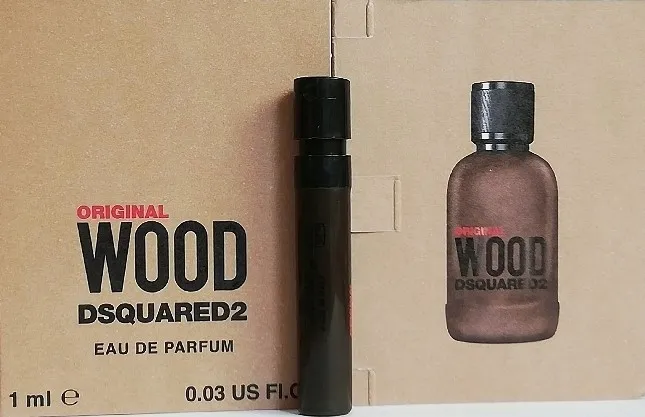 ORIGINAL
WOOD
DSQUARED2
EAU DE PARFUM
1 ml ℮
0.03 US Fl.
ORIGINAL
WOOD
DSQUARED2